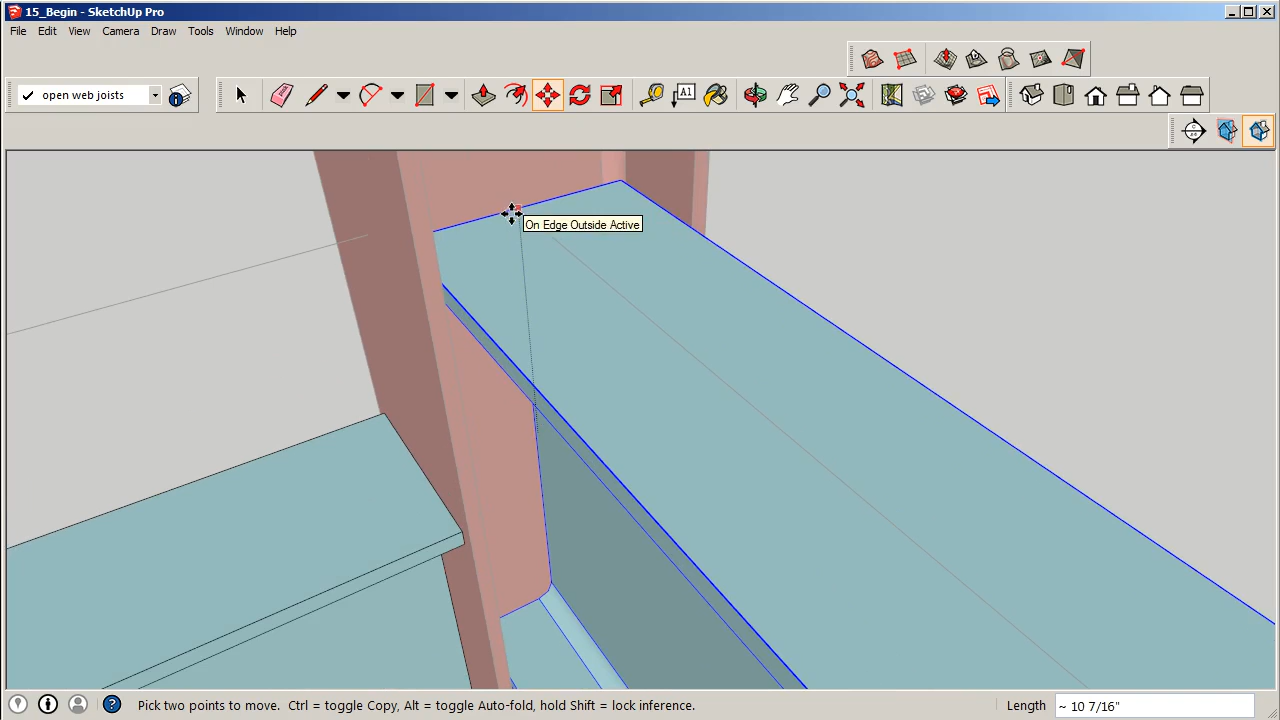 15_Begin - SketchUp Pro
File Edit View Camera Draw Tools Window Help
open web joists
A1
On Edge Outside Active
Pick two points to move. Ctrl = toggle Copy, Alt = toggle Auto-fold, hold Shift = lock inference.
Length ~ 10 7/16"